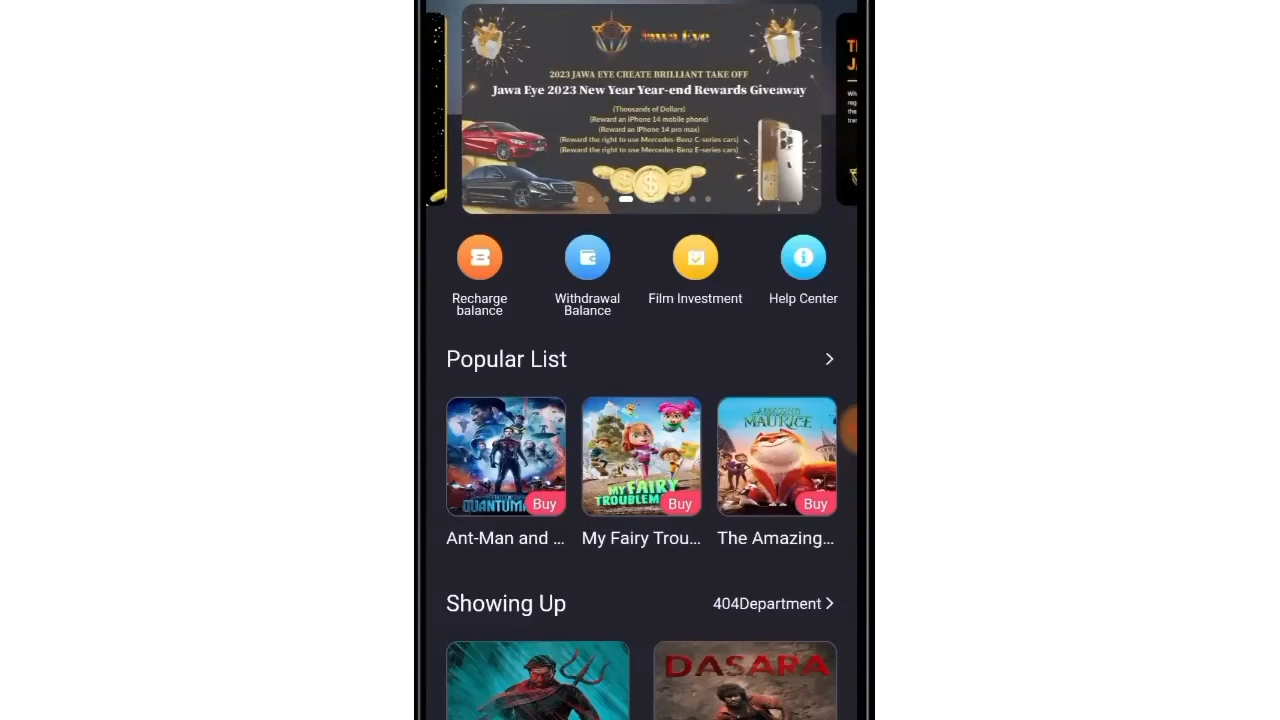 Jawa Eye
2023 JAWA EYE CREATE BRILLIANT TAKE OFF
Jawa Eye 2023 New Year Year-end Rewards Giveaway
(Thousands of Dollars)
(Reward an iPhone 14 mobile phone)
(Reward an iPhone 14 pro max)
(Reward the right to use Mercedes-Benz C-series cars)
(Reward the right to use Mercedes-Benz E-series cars)
Recharge
balance
Withdrawal
Balance
Film Investment
Help Center
Popular List
QUANTUM
Buy
MY FAIRY
TROUBLEM
Buy
AMAZING
MAURICE
Buy
Ant-Man and ...
My Fairy Trou...
The Amazing...
Showing Up
404Department
DASARA